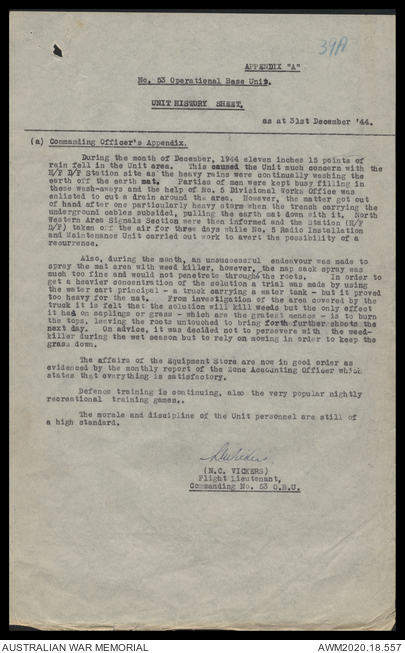 39A
APPENDIX "A"
No. 53 Operational Base Unit.
UNIT HISTORY SHEET.
as at 31st December '44.
(a) Commanding Officer's Appendix.
During the month of December, 1944 eleven inches 15 points of
rain fell in the Unit area. This caused the Unit much concern with the
H/F D/F Station site as the heavy rains were continually washing the
earth off the earth mat. Parties of men were kept busy filling in
these wash-aways and the help of No. 5 Divisional Works Office was
enlisted to cut a drain around the area. However, the matter got out
of hand after one particularly heavy storm when the trench carrying the
underground cables subsided, pulling the earth mat down with it. North
Western Area Signals Section were then informed and the Station (H/F
D/F) taken off the air for three days while No. 5 Radio Installation
and Maintenance Unit carried out work to avert the possibility of a
resurrence.
Also, during the month, an unsuccessful endeavour was made to
spray the mat area with weed killer, however, the nap sack spray was
much too fine and would not penetrate through the roots. In order to
get a heavier concentration of the solution a trial was made by using
the water cart principal - a truck carrying a water tank - but it proved
too heavy for the mat. From investigation of the area covered by the
truck it is felt that the solution will kill weeds but the only effect
it had on saplings or grass - which are the gratest menace - is to burn
the tops, leaving the roots untouched to bring forth further shoots the
next day. On advice, it was decided not to persevere with the weed-
killer during the wet season but to rely on mowing in order to keep the
grass down.
The affairs of the Equipment Store are now in good order as
evidenced by the monthly report of the Zone Accounting Officer which
states that everything is satisfactory.
Defence training is continuing, also the very popular nightly
recreational training games..
The morale and discipline of the Unit personnel are still of
a high standard.
(N.C. VICKERS)
Flight Lieutenant,
Commanding No. 53 O.B.U.
AUSTRALIAN WAR MEMORIAL
AWM2020.18.557